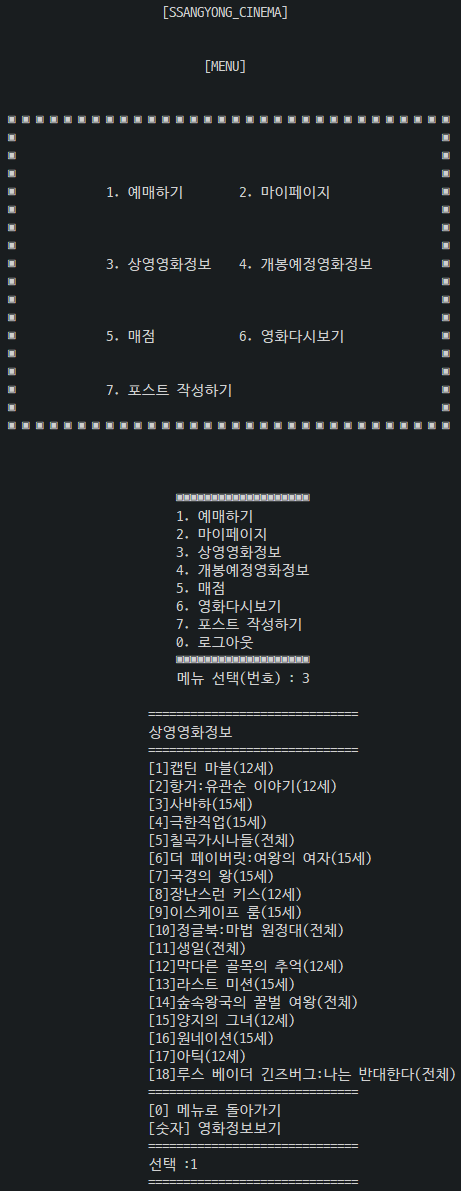 [SSANGYONG_CINEMA]
[MENU]
1. 예매하기 2. 마이페이지
3. 상영영화정보 4. 개봉예정영화정보
5. 매점 6. 영화다시보기
7. 포스트 작성하기
1. 예매하기
2. 마이페이지
3. 상영영화정보
4. 개봉예정영화정보
5. 매점
6. 영화다시보기
7. 포스트 작성하기
0. 로그아웃
메뉴 선택(번호) : 3
==============================
상영영화정보
==============================
[1]캡틴 마블(12세)
[2]항거:유관순 이야기(12세)
[3]사바하(15세)
[4]극한직업(15세)
[5]칠곡가시나들(전체)
[6]더 페이버릿:여왕의 여자(15세)
[7]국경의 왕(15세)
[8]장난스런 키스(12세)
[9]이스케이프 룸(15세)
[10]정글북:마법 원정대(전체)
[11]생일(전체)
[12]막다른 골목의 추억(12세)
[13]라스트 미션(15세)
[14]숲속왕국의 꿀벌 여왕(전체)
[15]양지의 그녀(12세)
[16]원네이션(15세)
[17]아틱(12세)
[18]루스 베이더 긴즈버그:나는 반대한다(전체)
==============================
[0] 메뉴로 돌아가기
[숫자] 영화정보보기
==============================
선택 :1
==============================